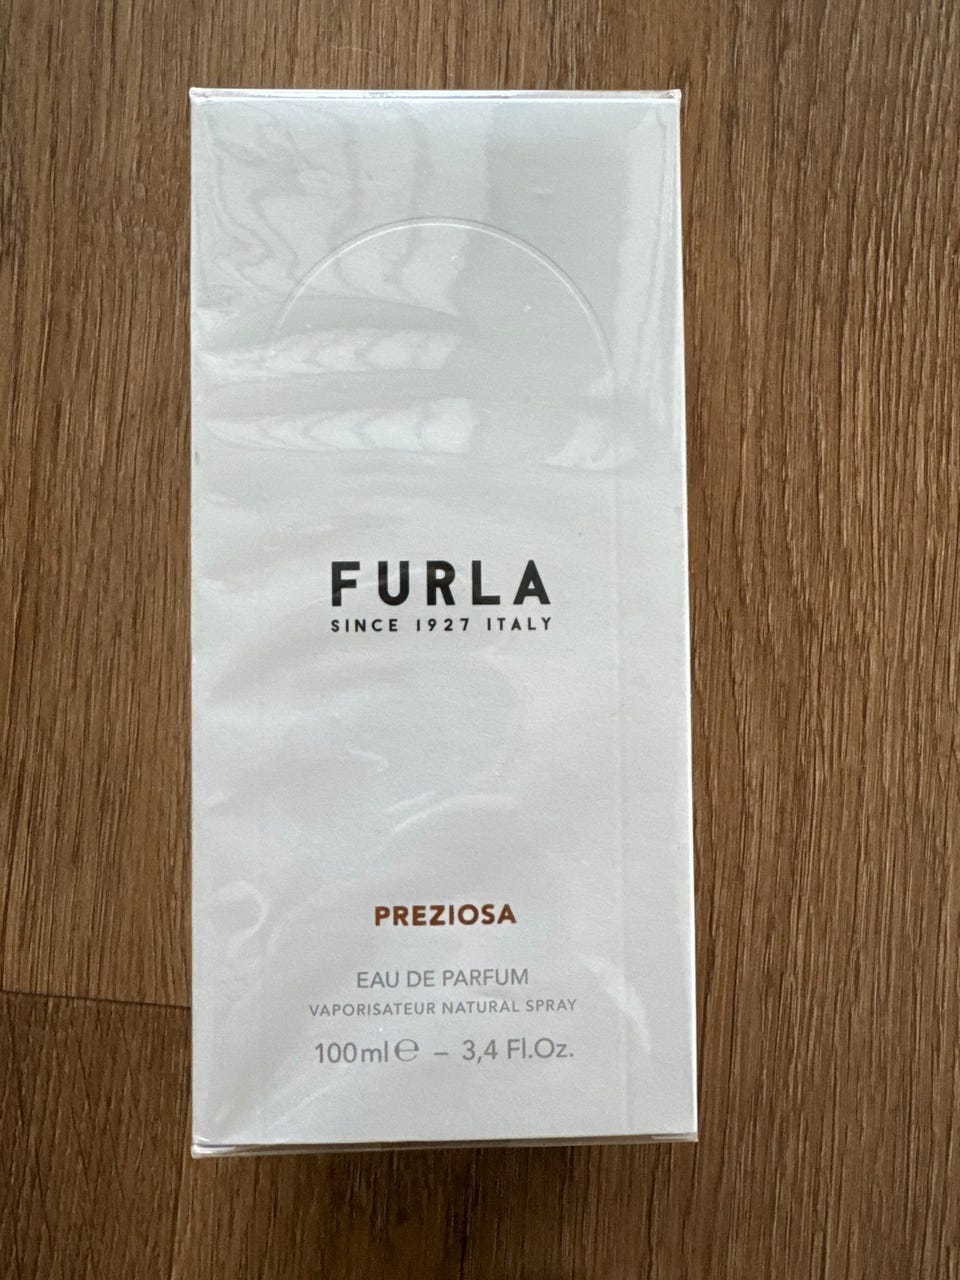 FURLA
SINCE 1927 ITALY
PREZIOSA
EAU DE PARFUM
VAPORISATEUR NATURAL SPRAY
100ml ℮ – 3,4 Fl.Oz.